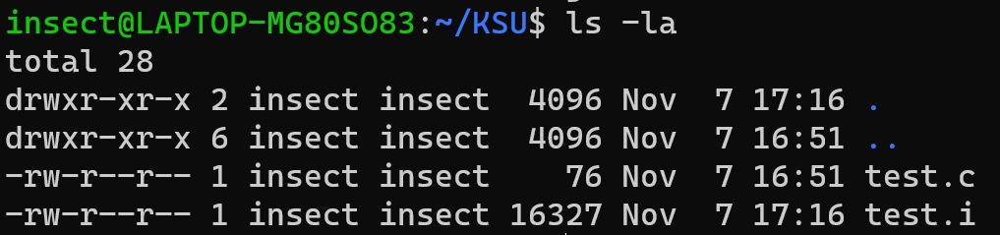 insect@LAPTOP-MG80SO83:~/KSU$ ls -la
total 28
drwxr-xr-x 2 insect insect  4096 Nov  7 17:16 .
drwxr-xr-x 6 insect insect  4096 Nov  7 16:51 ..
-rw-r--r-- 1 insect insect    76 Nov  7 16:51 test.c
-rw-r--r-- 1 insect insect 16327 Nov  7 17:16 test.i